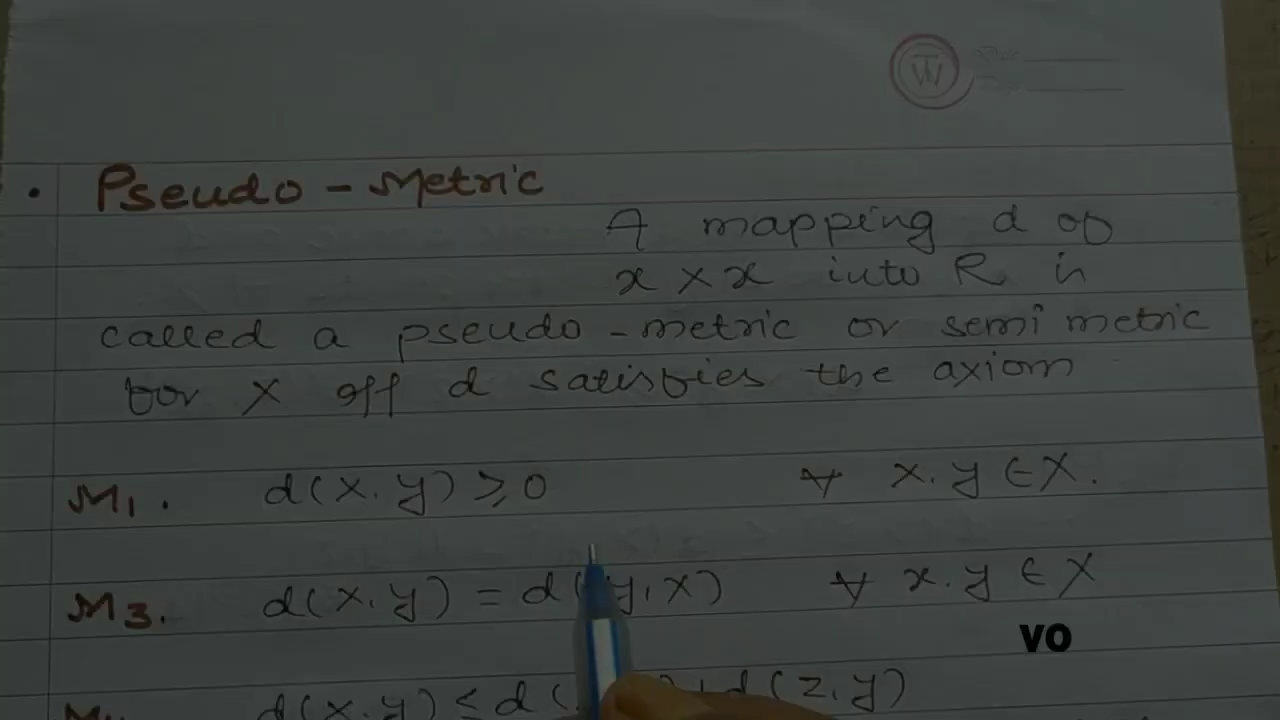 • Pseudo - Metric
A mapping d of
x × x into R is
called a pseudo-metric or semi metric
for X iff d satisfies the axiom
M1. d(x, y) ≥ 0 ∀ x, y ∈ X.
M3. d(x, y) = d(y, x) ∀ x, y ∈ X
VO
d(x, y) ≤ d( + d(z, y)